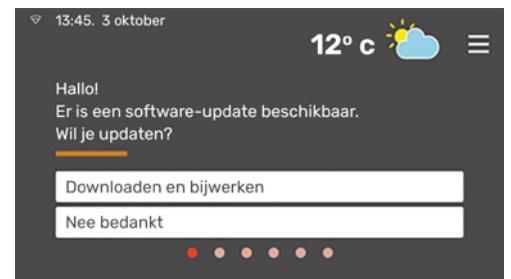 13:45. 3 oktober
12º c
Hallo!
Er is een software-update beschikbaar.
Wil je updaten?
Downloaden en bijwerken
Nee bedankt